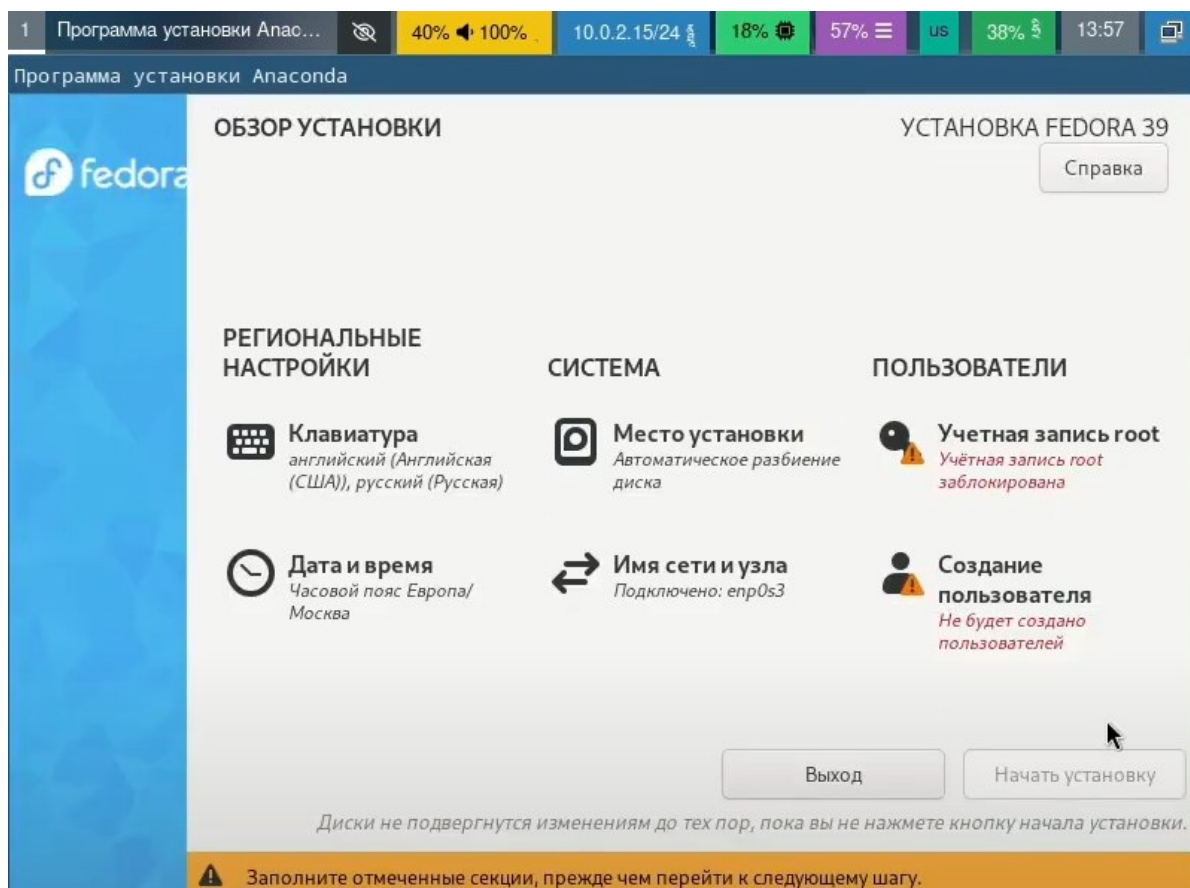 1 Программа установки Anac... 40% 100% 10.0.2.15/24 18% 57% us 38% 13:57
Программа установки Anaconda
ОБЗОР УСТАНОВКИ
УСТАНОВКА FEDORA 39
fedora
Справка
РЕГИОНАЛЬНЫЕ
НАСТРОЙКИ
Клавиатура
английский (Английская
(США)), русский (Русская)
Дата и время
Часовой пояс Европа/
Москва
СИСТЕМА
Место установки
Автоматическое разбиение
диска
Имя сети и узла
Подключено: enp0s3
ПОЛЬЗОВАТЕЛИ
Учетная запись root
Учётная запись root
заблокирована
Создание
пользователя
Не будет создано
пользователей
Выход
Начать установку
Диски не подвергнутся изменениям до тех пор, пока вы не нажмете кнопку начала установки.
Заполните отмеченные секции, прежде чем перейти к следующему шагу.